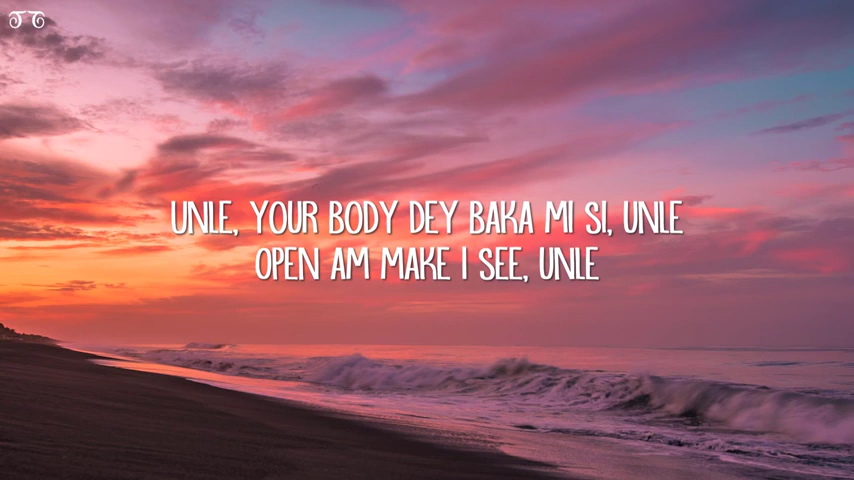 UNLE, YOUR BODY DEY BAKA MI SI, UNLE
OPEN AM MAKE I SEE, UNLE